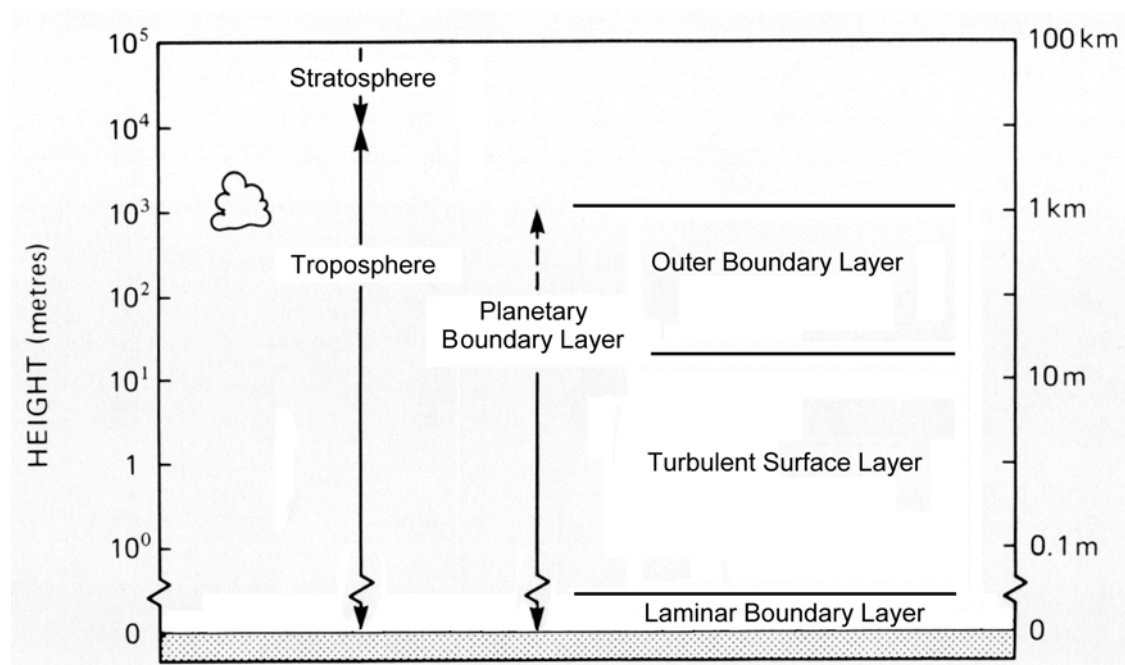 10⁵
100 km
Stratosphere
10⁴
10³
1 km
Troposphere
Outer Boundary Layer
10²
Planetary
Boundary Layer
10¹
10 m
HEIGHT (metres)
1
Turbulent Surface Layer
10⁰
0.1 m
Laminar Boundary Layer
0
0